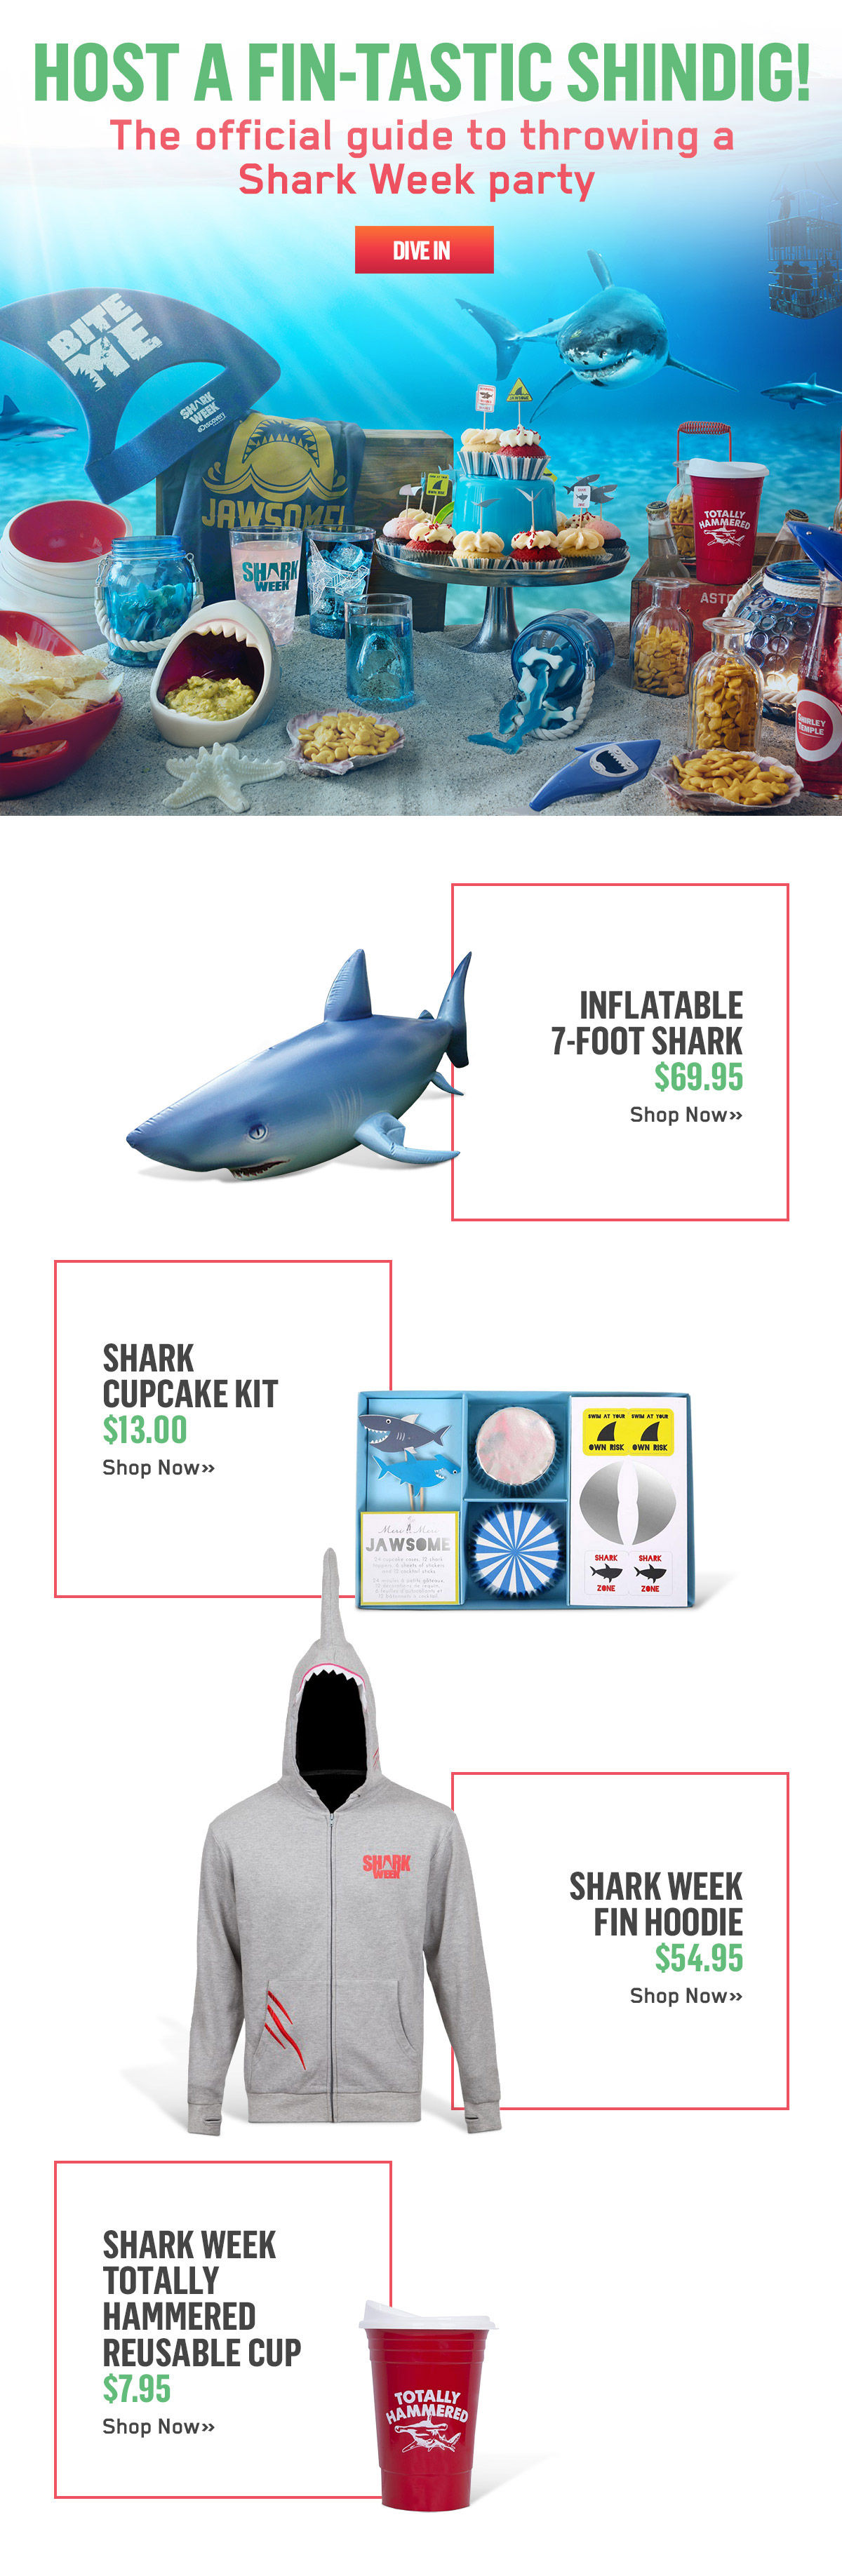 HOST A FIN-TASTIC SHINDIG!
The official guide to throwing a
Shark Week party
DIVE IN
BITE
ME
SHARK
WEEK
Discovery
JAWSOME!
JAWSOME
SHARK
WEEK
TOTALLY
HAMMERED
SHIRLEY
TEMPLE
INFLATABLE
7-FOOT SHARK
$69.95
Shop Now»
SHARK
CUPCAKE KIT
$13.00
Shop Now»
SWIM AT YOUR SWIM AT YOUR
OWN RISK OWN RISK
JAWSOME
SHARK SHARK
ZONE ZONE
SHARK
WEEK
SHARK WEEK
FIN HOODIE
$54.95
Shop Now»
SHARK WEEK
TOTALLY
HAMMERED
REUSABLE CUP
$7.95
Shop Now»
TOTALLY
HAMMERED